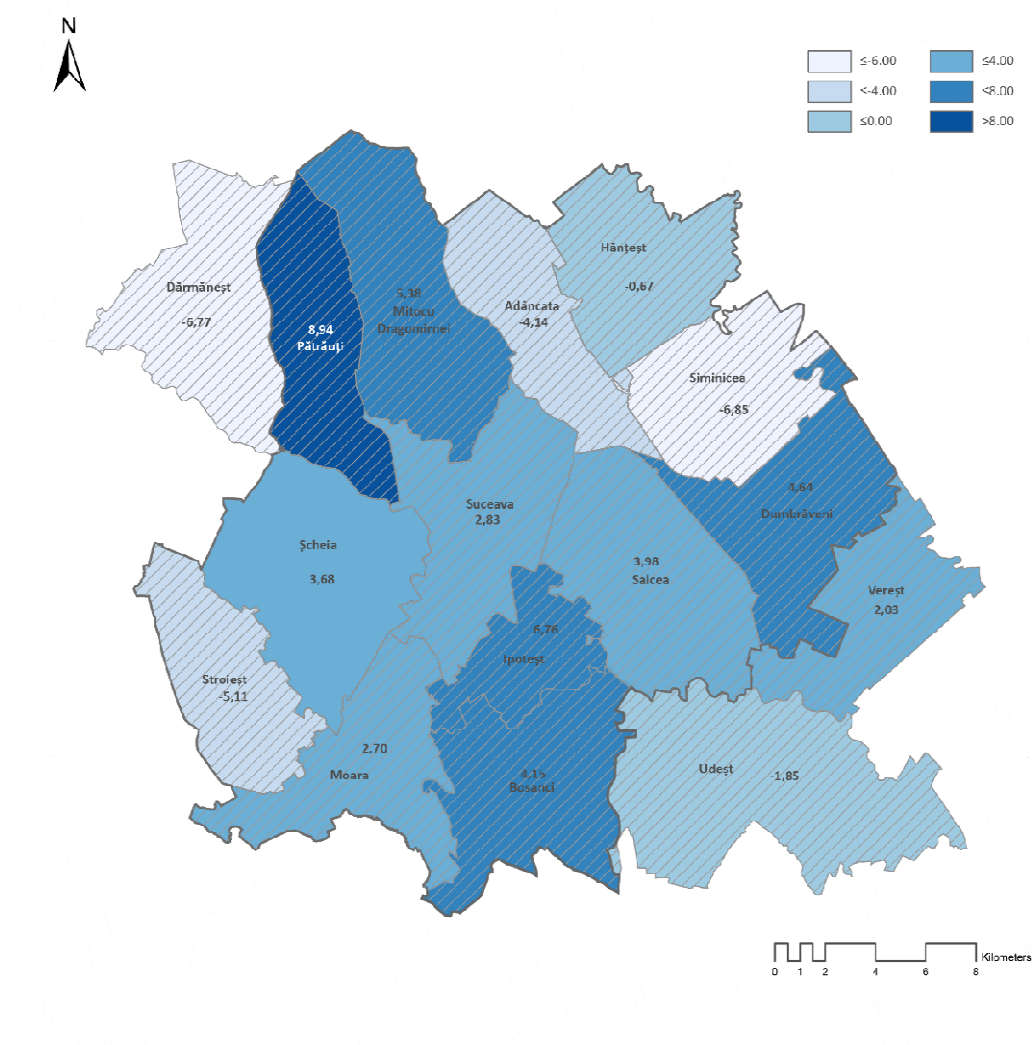 N
≤-6.00
≤4.00
≤-4.00
≤8.00
≤0.00
>8.00
Hânțeșt
-0,67
Dărmăneșt
-6,77
5,38
Mitocu
Dragomirnei
Adâncata
-4,14
8,94
Pătrăuți
Siminicea
-6,85
4,64
Dumbrăveni
Suceava
2,83
Șcheia
3,68
3,98
Salcea
Vereșt
2,03
6,76
Ipoteșt
Stroieșt
-5,11
2,70
Moara
4,15
Bosanci
Udeșt
-1,85
Kilometers
0 1 2 4 6 8